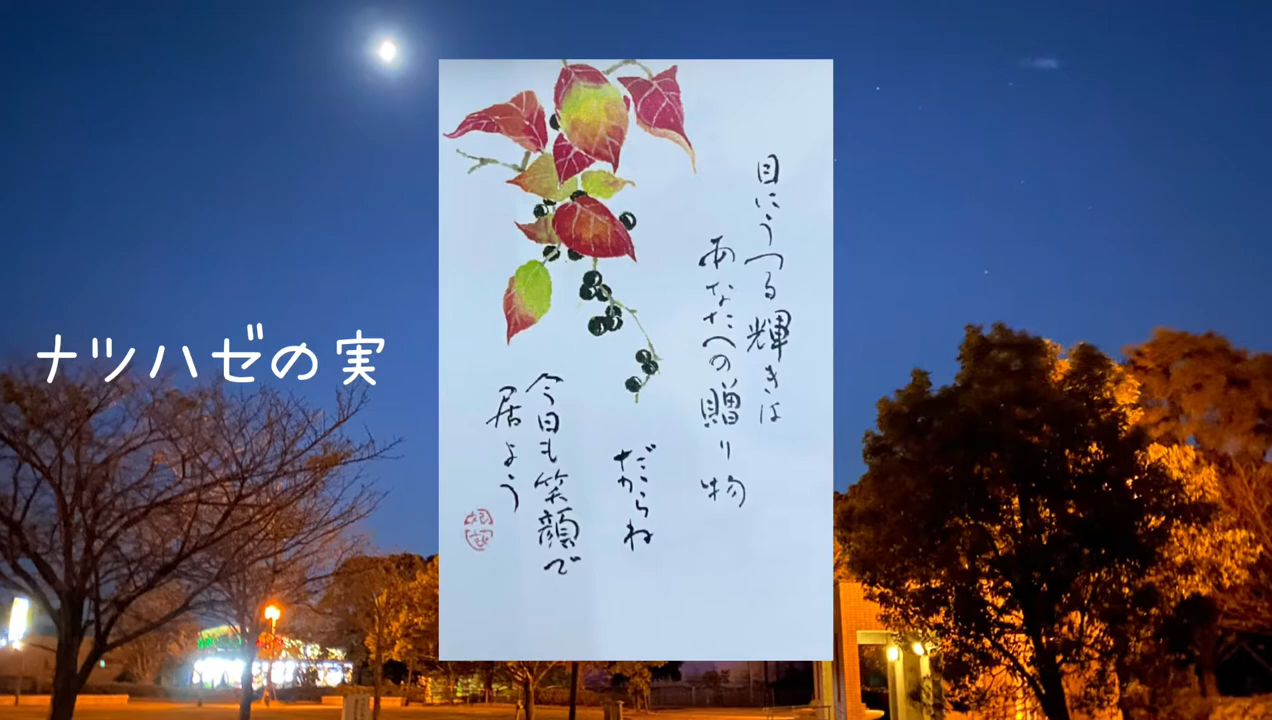 ナツハゼの実
目にうつる輝きは
あなたへの贈り物
だからね
今日も笑顔で
居よう